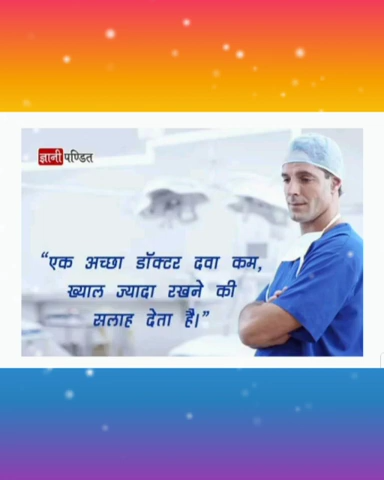 ज्ञानी पण्डित
“एक अच्छा डॉक्टर दवा कम,
ख्याल ज्यादा रखने की
सलाह देता है।”